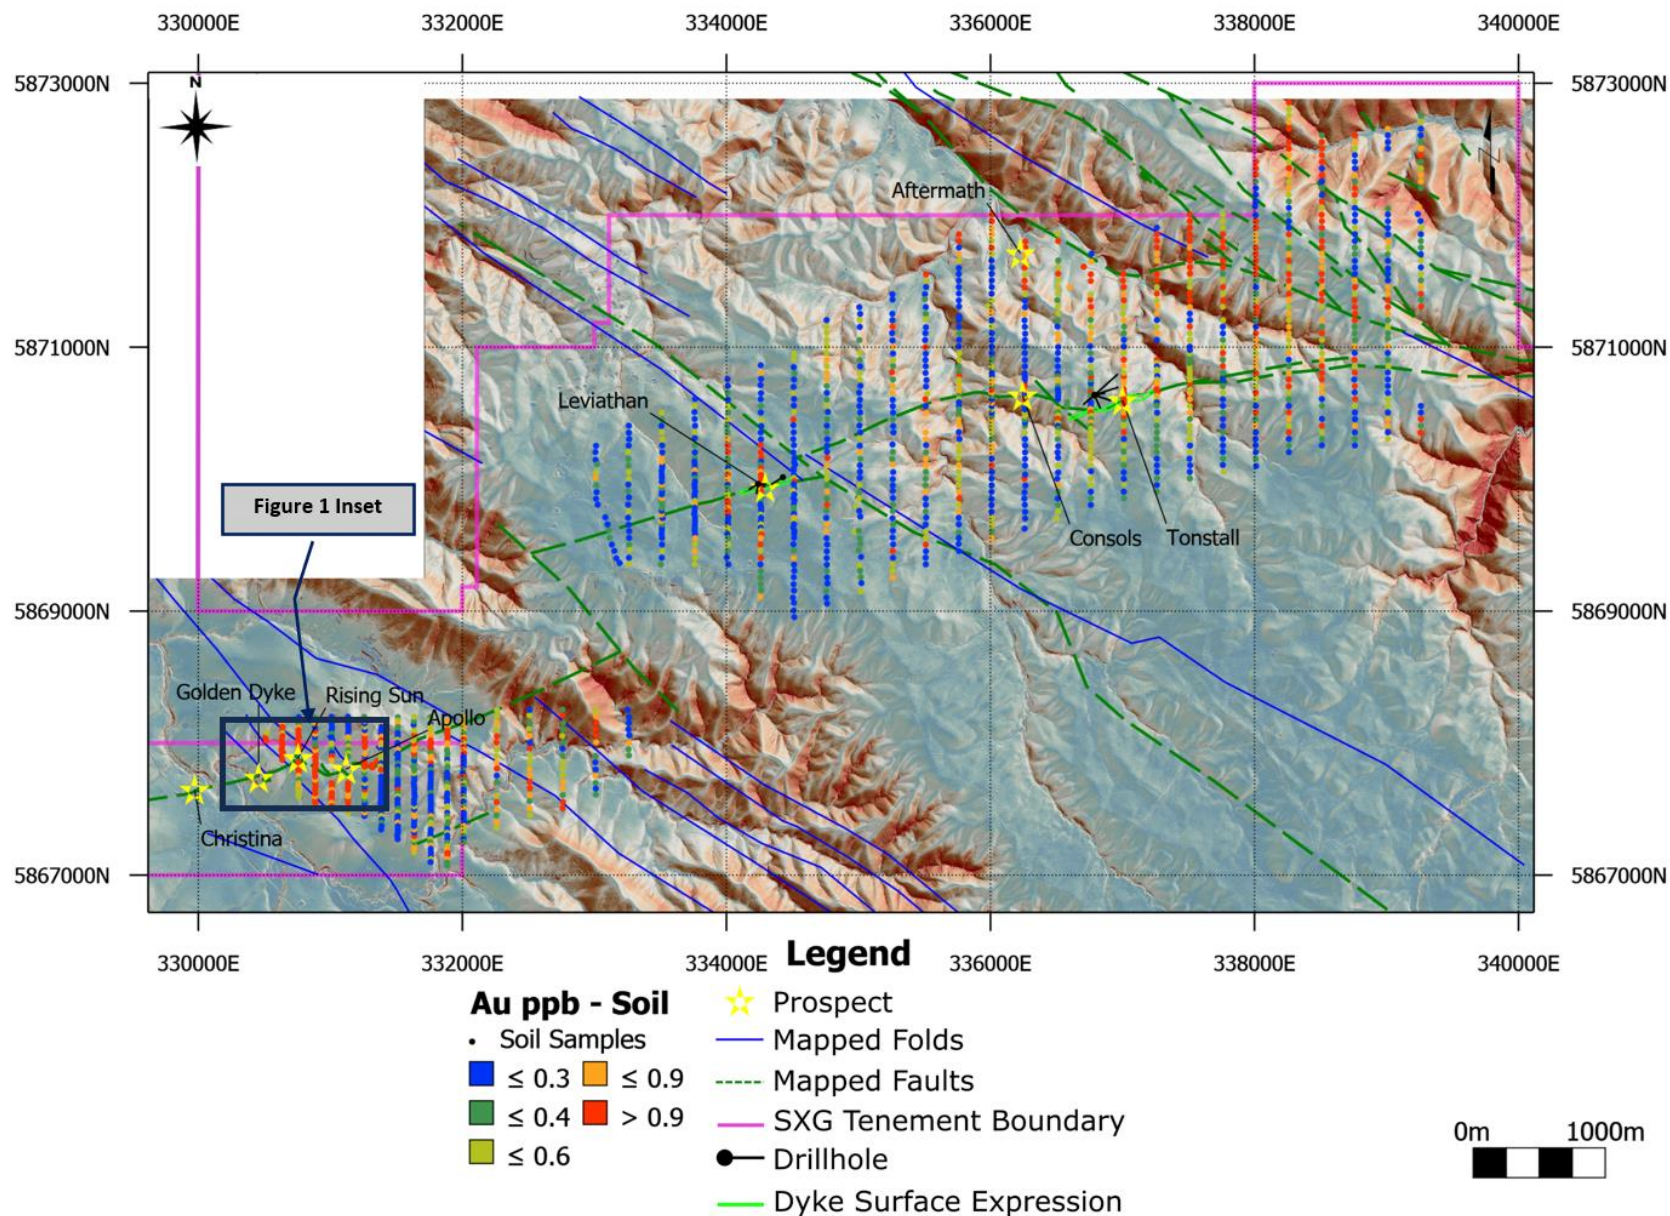 330000E 332000E 334000E 336000E 338000E 340000E
5873000N 5873000N
N
Aftermath
5871000N 5871000N
Leviathan
Figure 1 Inset
Consols Tonstall
5869000N 5869000N
Golden Dyke Rising Sun
Apollo
Christina
5867000N 5867000N
330000E 332000E 334000E 336000E 338000E 340000E
Legend
Au ppb - Soil
Soil Samples
≤ 0.3 ≤ 0.9
≤ 0.4 > 0.9
≤ 0.6
Prospect
Mapped Folds
Mapped Faults
SXG Tenement Boundary
Drillhole
Dyke Surface Expression
0m 1000m